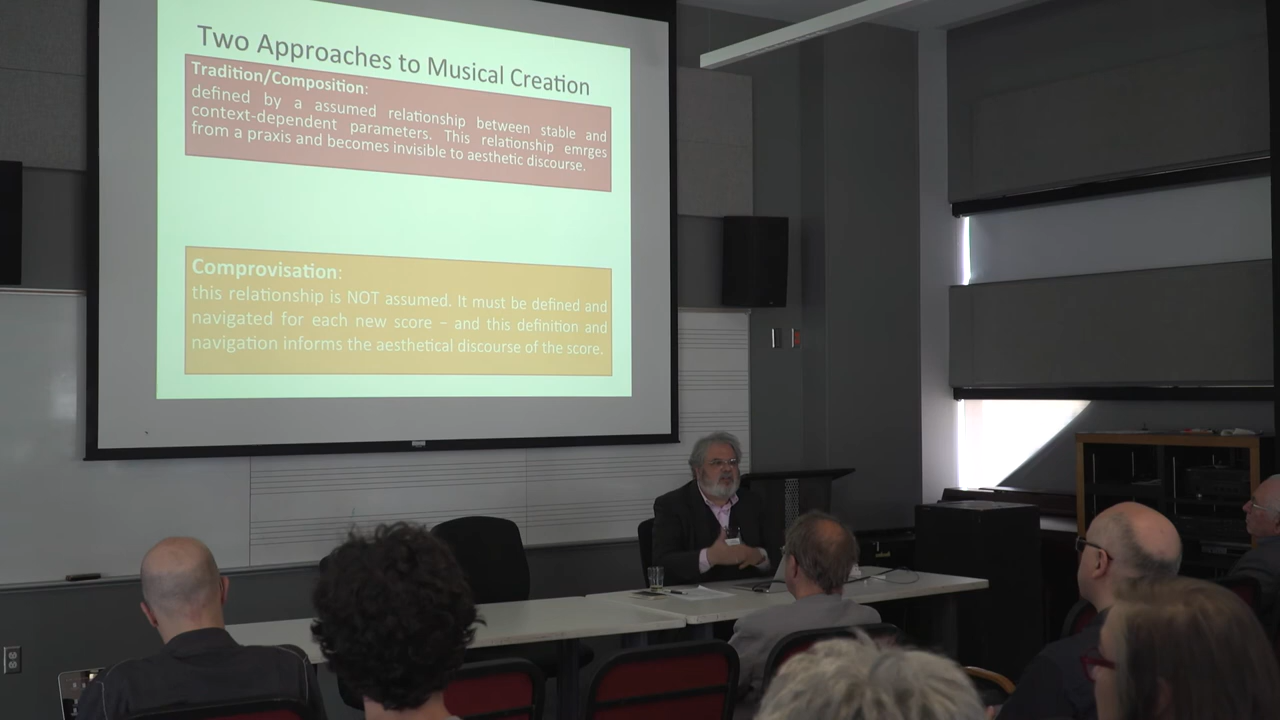 Two Approaches to Musical Creation
Tradition/Composition:
defined by a assumed relationship between stable and
context-dependent parameters. This relationship emrges
from a praxis and becomes invisible to aesthetic discourse.
Comprovisation:
this relationship is NOT assumed. It must be defined and
navigated for each new score – and this definition and
navigation informs the aesthetical discourse of the score.